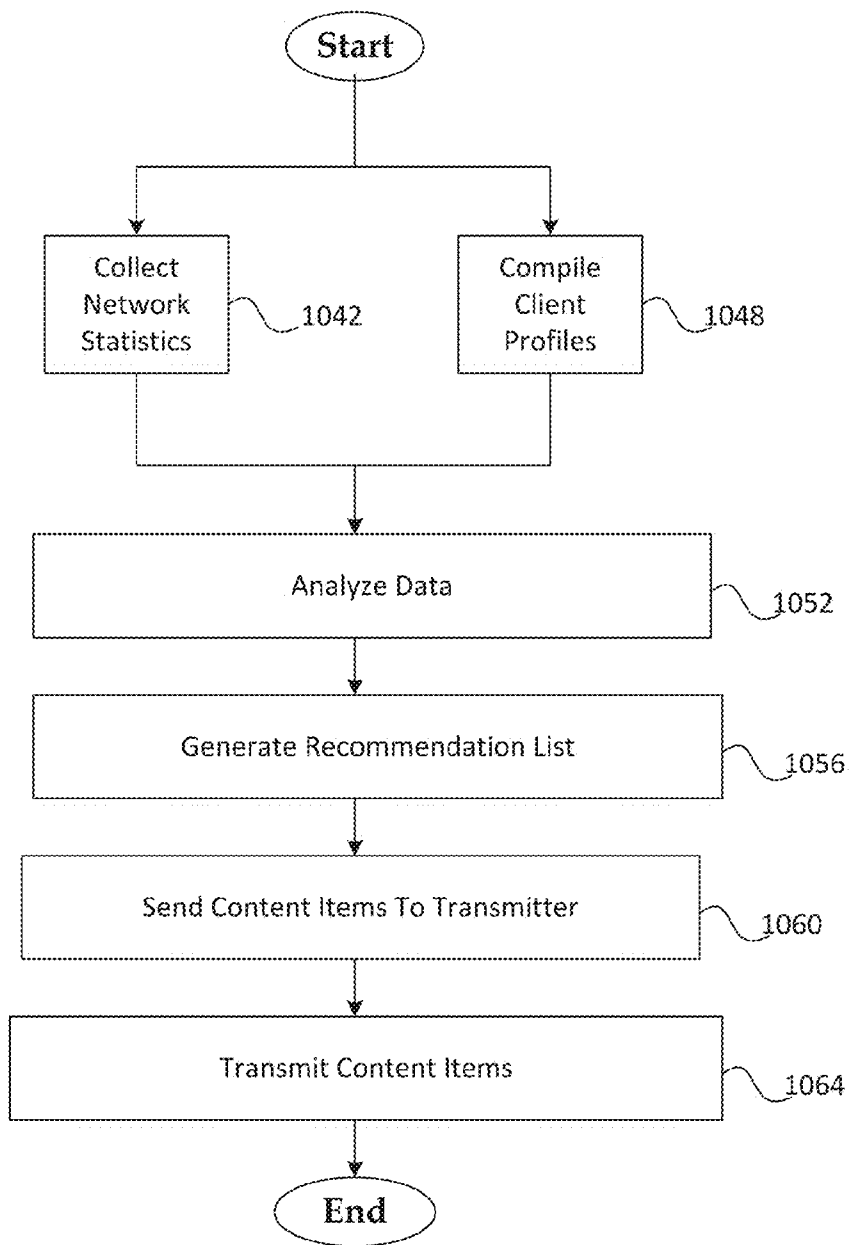 Start
Collect
Network
Statistics
1042
Compile
Client
Profiles
1048
Analyze Data
1052
Generate Recommendation List
1056
Send Content Items To Transmitter
1060
Transmit Content Items
1064
End